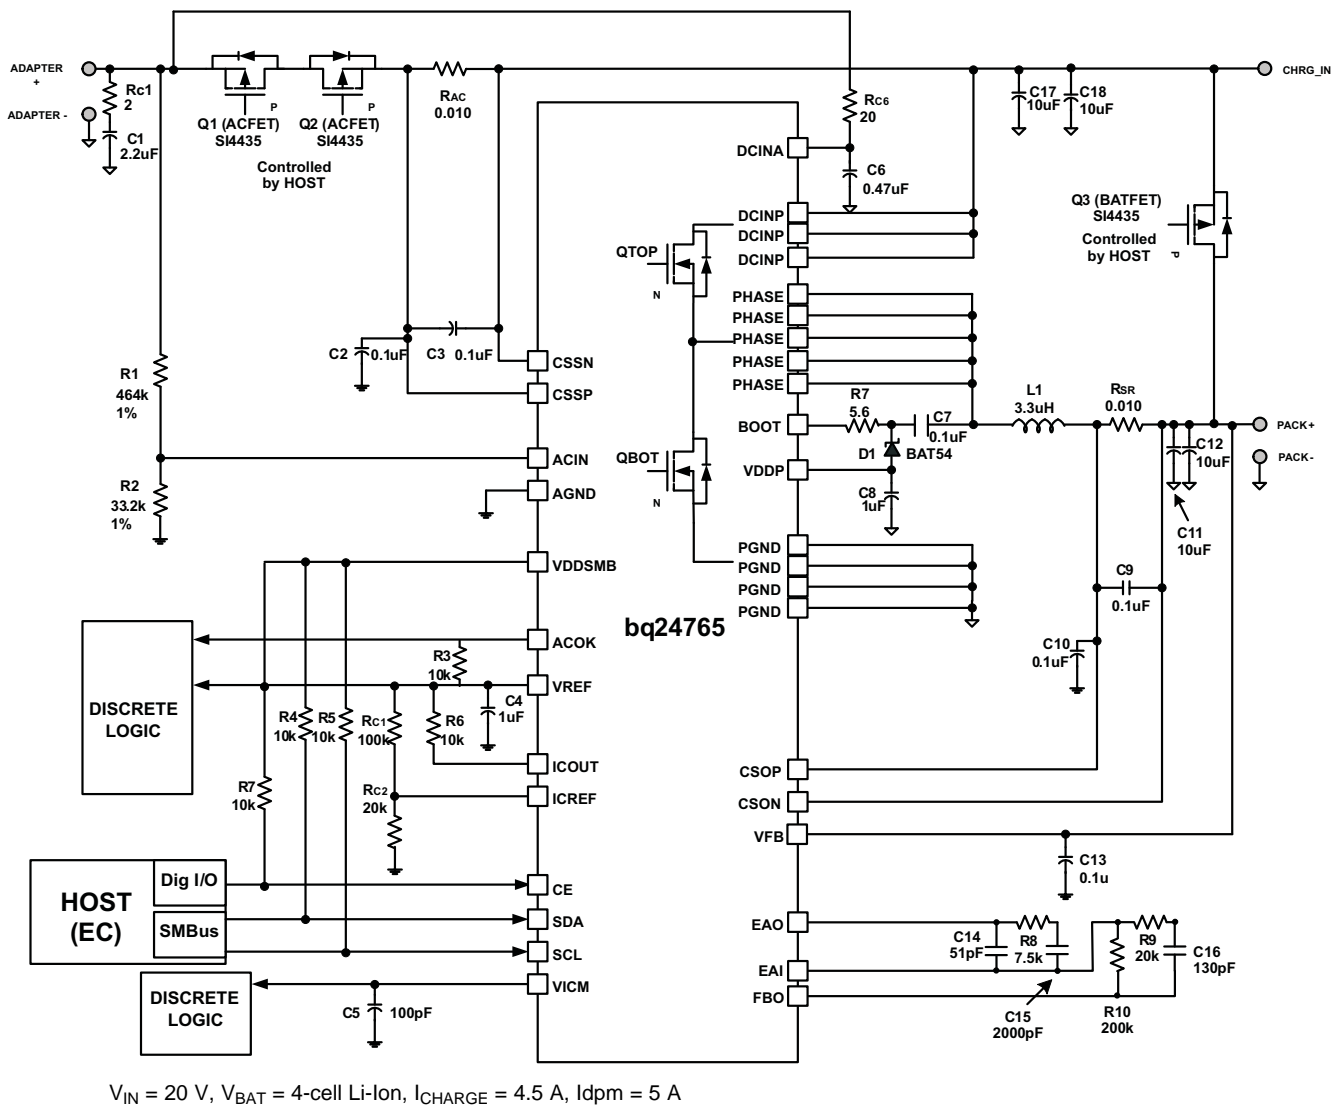 ADAPTER
+
ADAPTER -
RC1
2
C1
2.2uF
Q1 (ACFET)
SI4435
P
Q2 (ACFET)
SI4435
P
Controlled
by HOST
RAC
0.010
RC6
20
C6
0.47uF
C17
10uF
C18
10uF
CHRG_IN
Q3 (BATFET)
SI4435
Controlled
by HOST
P
DCINA
DCINP
DCINP
DCINP
QTOP
N
PHASE
PHASE
PHASE
PHASE
PHASE
C2
0.1uF
C3
0.1uF
CSSN
CSSP
R1
464k
1%
R2
33.2k
1%
ACIN
AGND
QBOT
N
BOOT
VDDP
R7
5.6
C7
0.1uF
D1
BAT54
C8
1uF
L1
3.3uH
RSR
0.010
C12
10uF
C11
10uF
PACK+
PACK-
PGND
PGND
PGND
PGND
C9
0.1uF
C10
0.1uF
VDDSMB
bq24765
DISCRETE
LOGIC
ACOK
R3
10k
VREF
C4
1uF
R4
10k
R5
10k
RC1
100k
R6
10k
ICOUT
ICREF
R7
10k
RC2
20k
CSOP
CSON
VFB
C13
0.1u
HOST
(EC)
Dig I/O
SMBus
CE
SDA
SCL
VICM
DISCRETE
LOGIC
C5
100pF
EAO
EAI
FBO
C14
51pF
R8
7.5k
C15
2000pF
R9
20k
C16
130pF
R10
200k
VIN = 20 V, VBAT = 4-cell Li-Ion, ICHARGE = 4.5 A, Idpm = 5 A